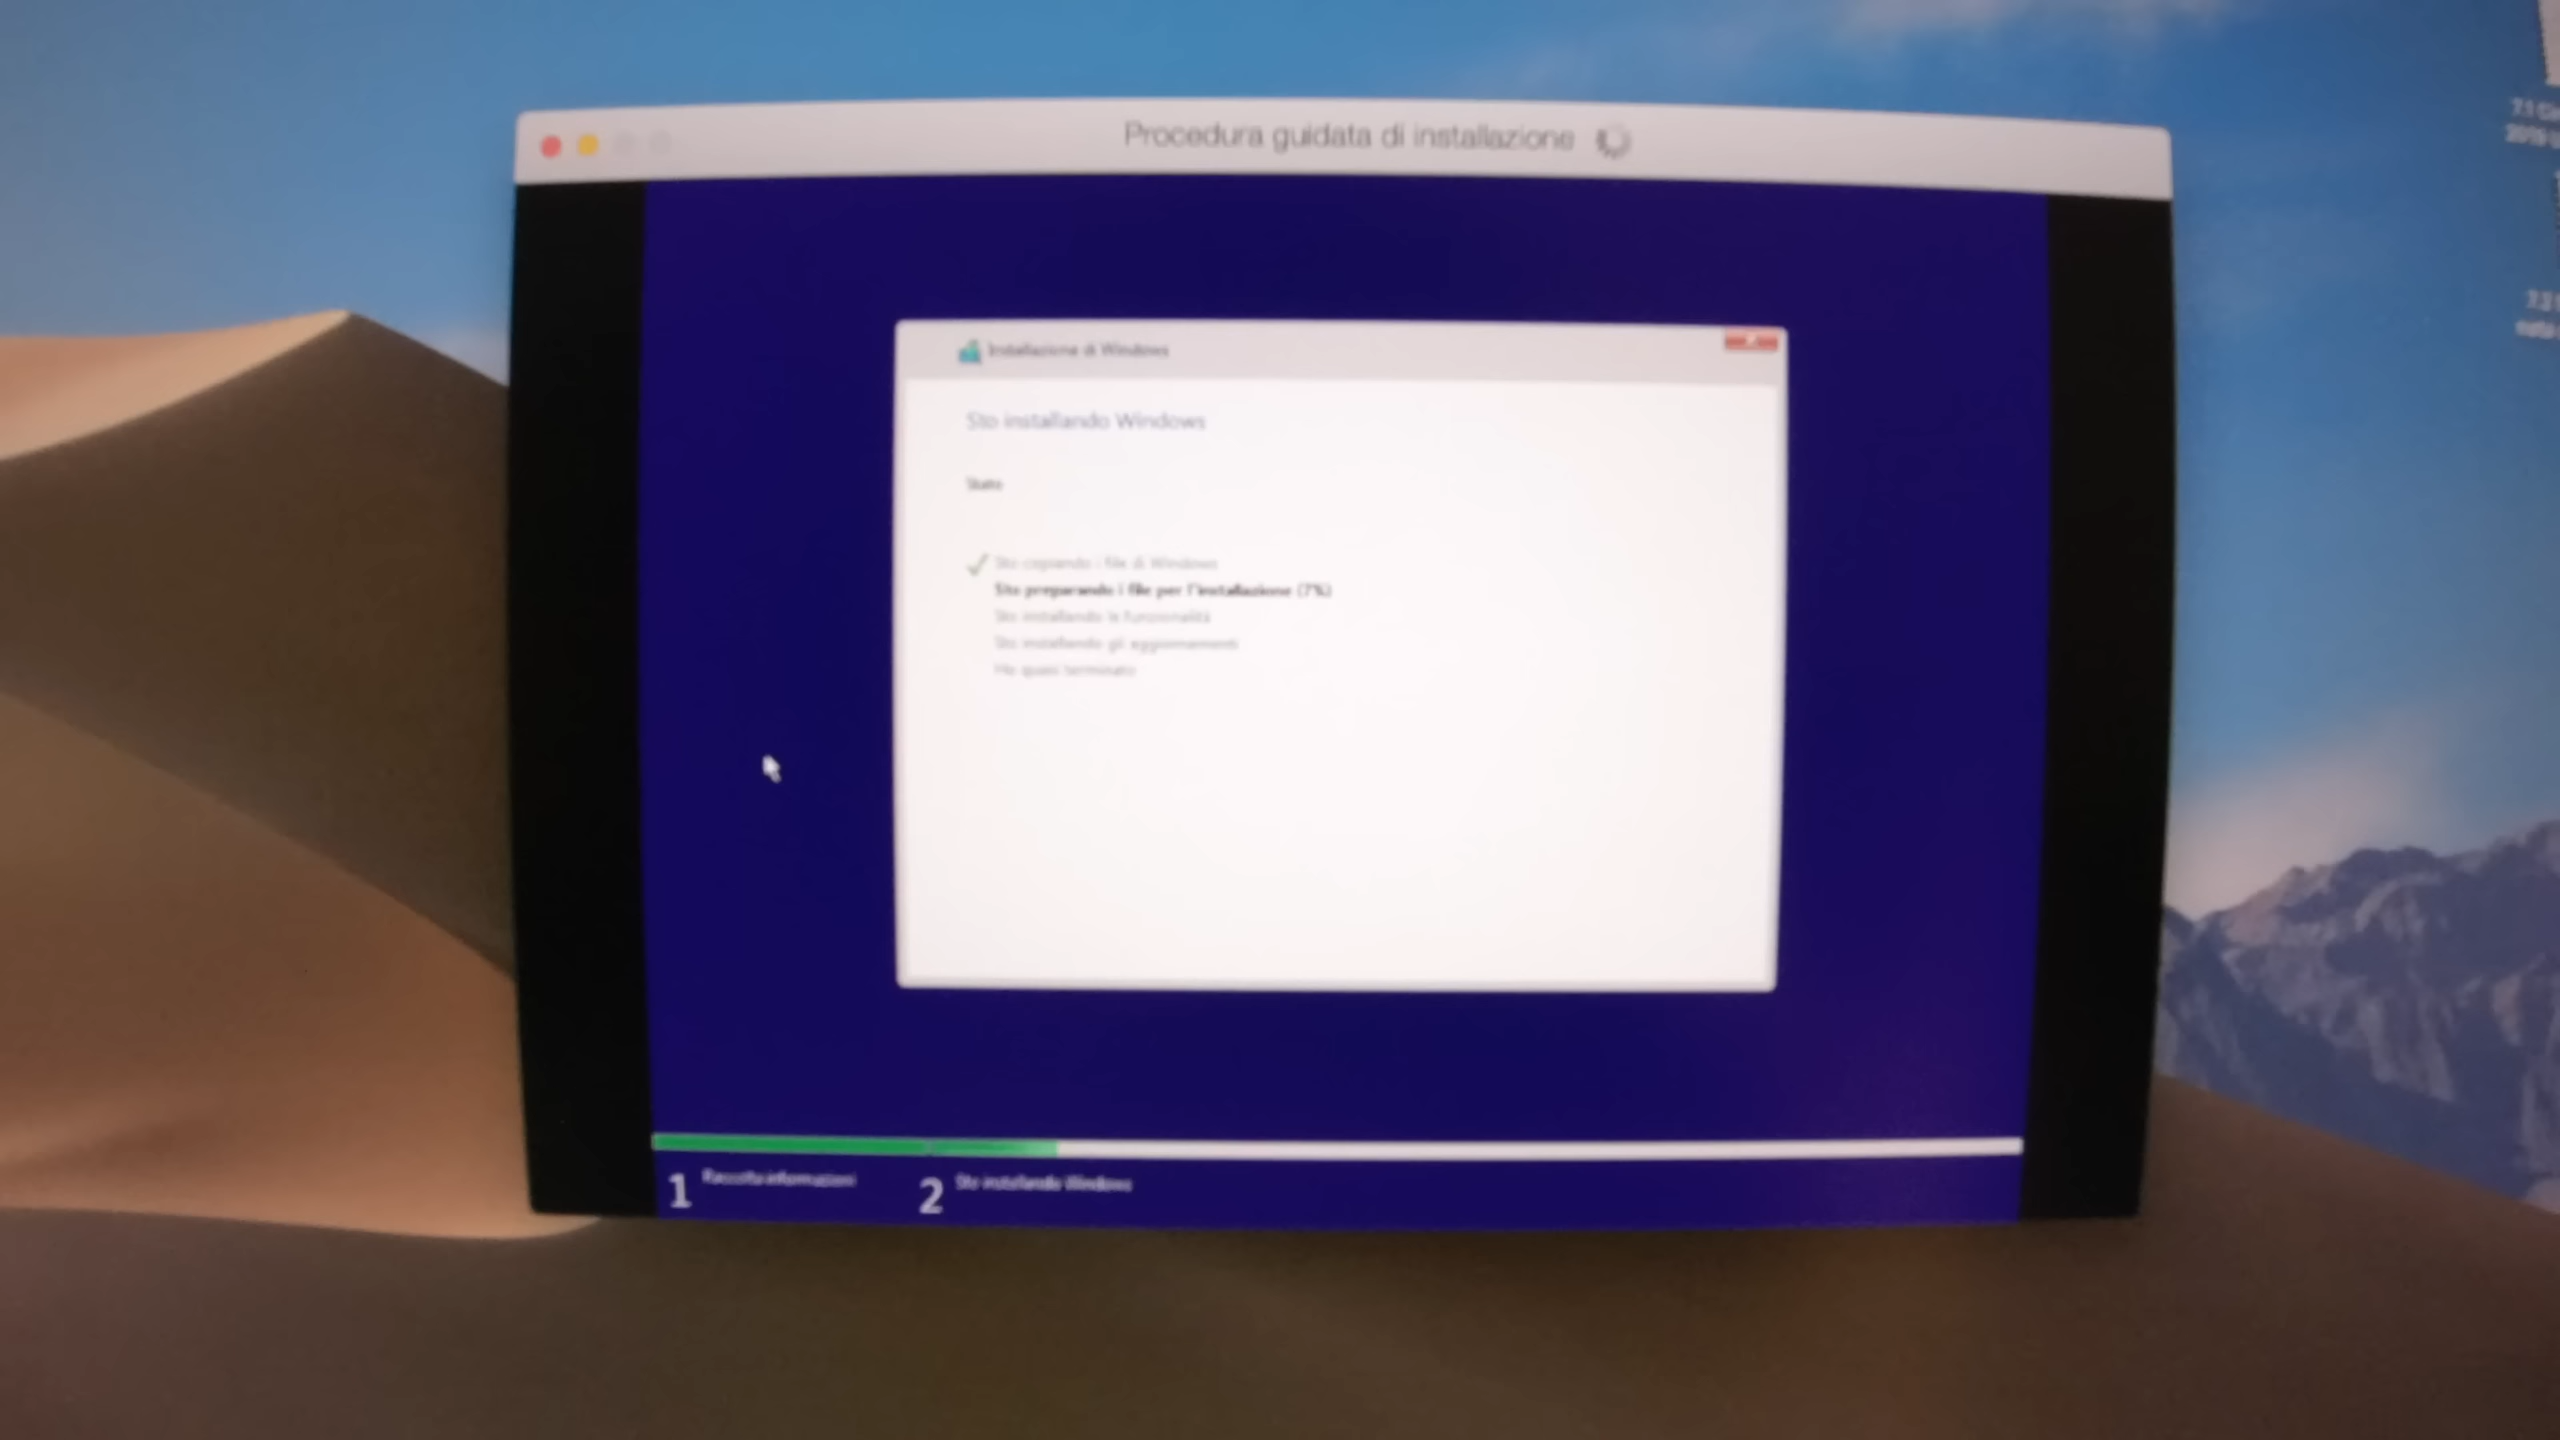 Procedura guidata di installazione
Installazione di Windows
Sto installando Windows
Stato
Sto copiando i file di Windows
Sto preparando i file per l'installazione (7%)
Sto installando le funzionalità
Sto installando gli aggiornamenti
Ho quasi terminato
1 Raccolta informazioni
2 Sto installando Windows